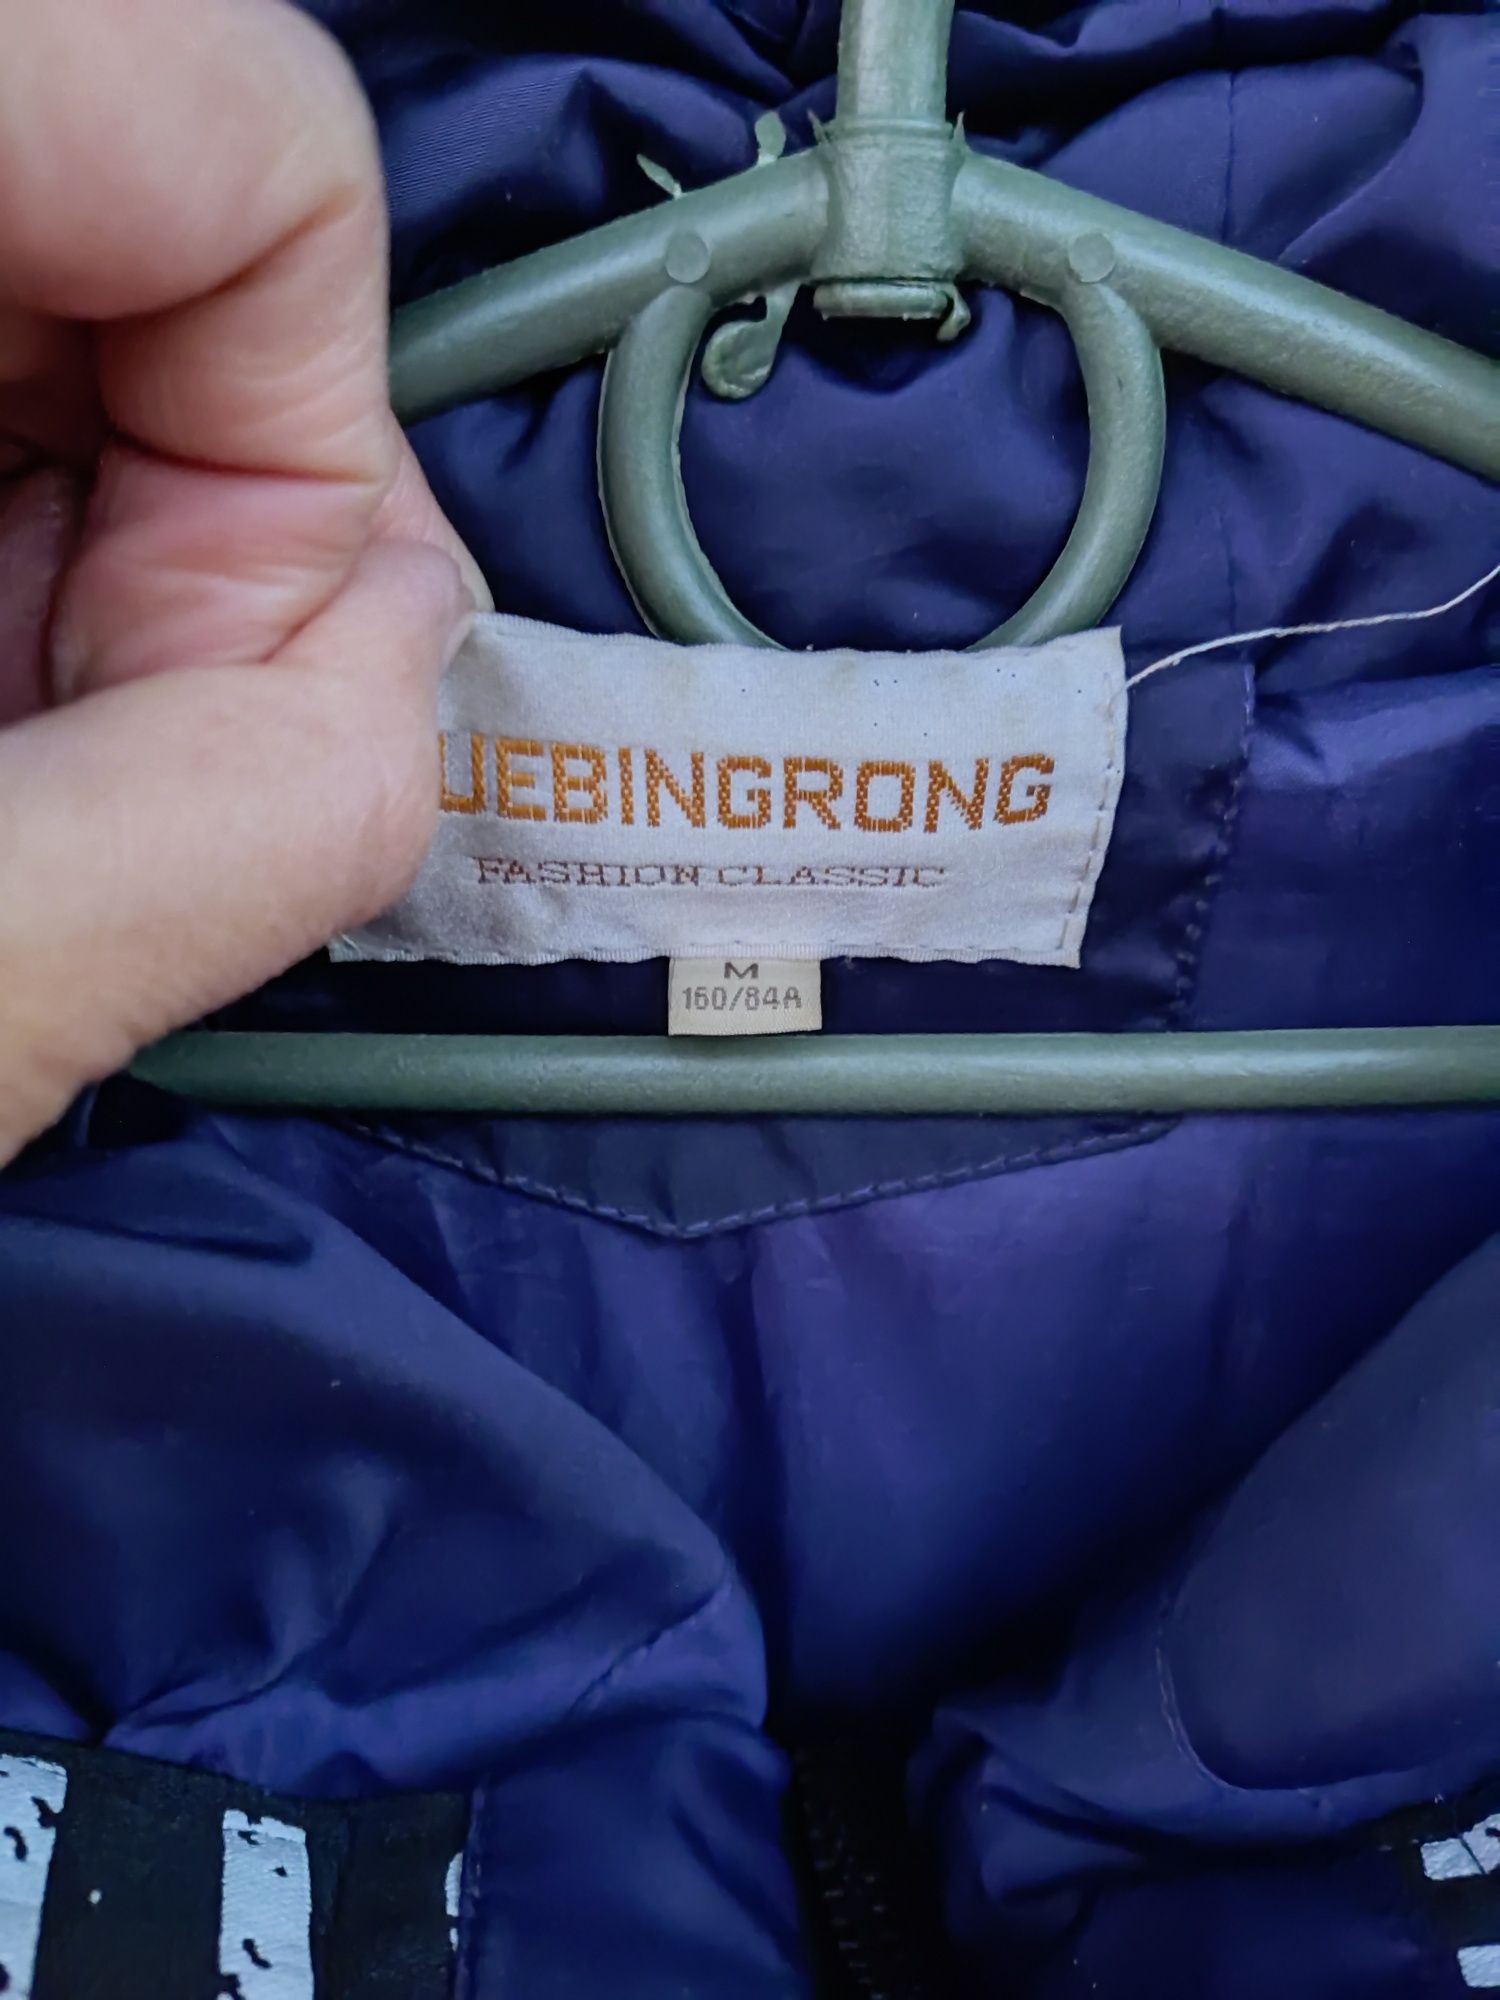 UEBINGRONG
FASHION CLASSIC
M
160/84A